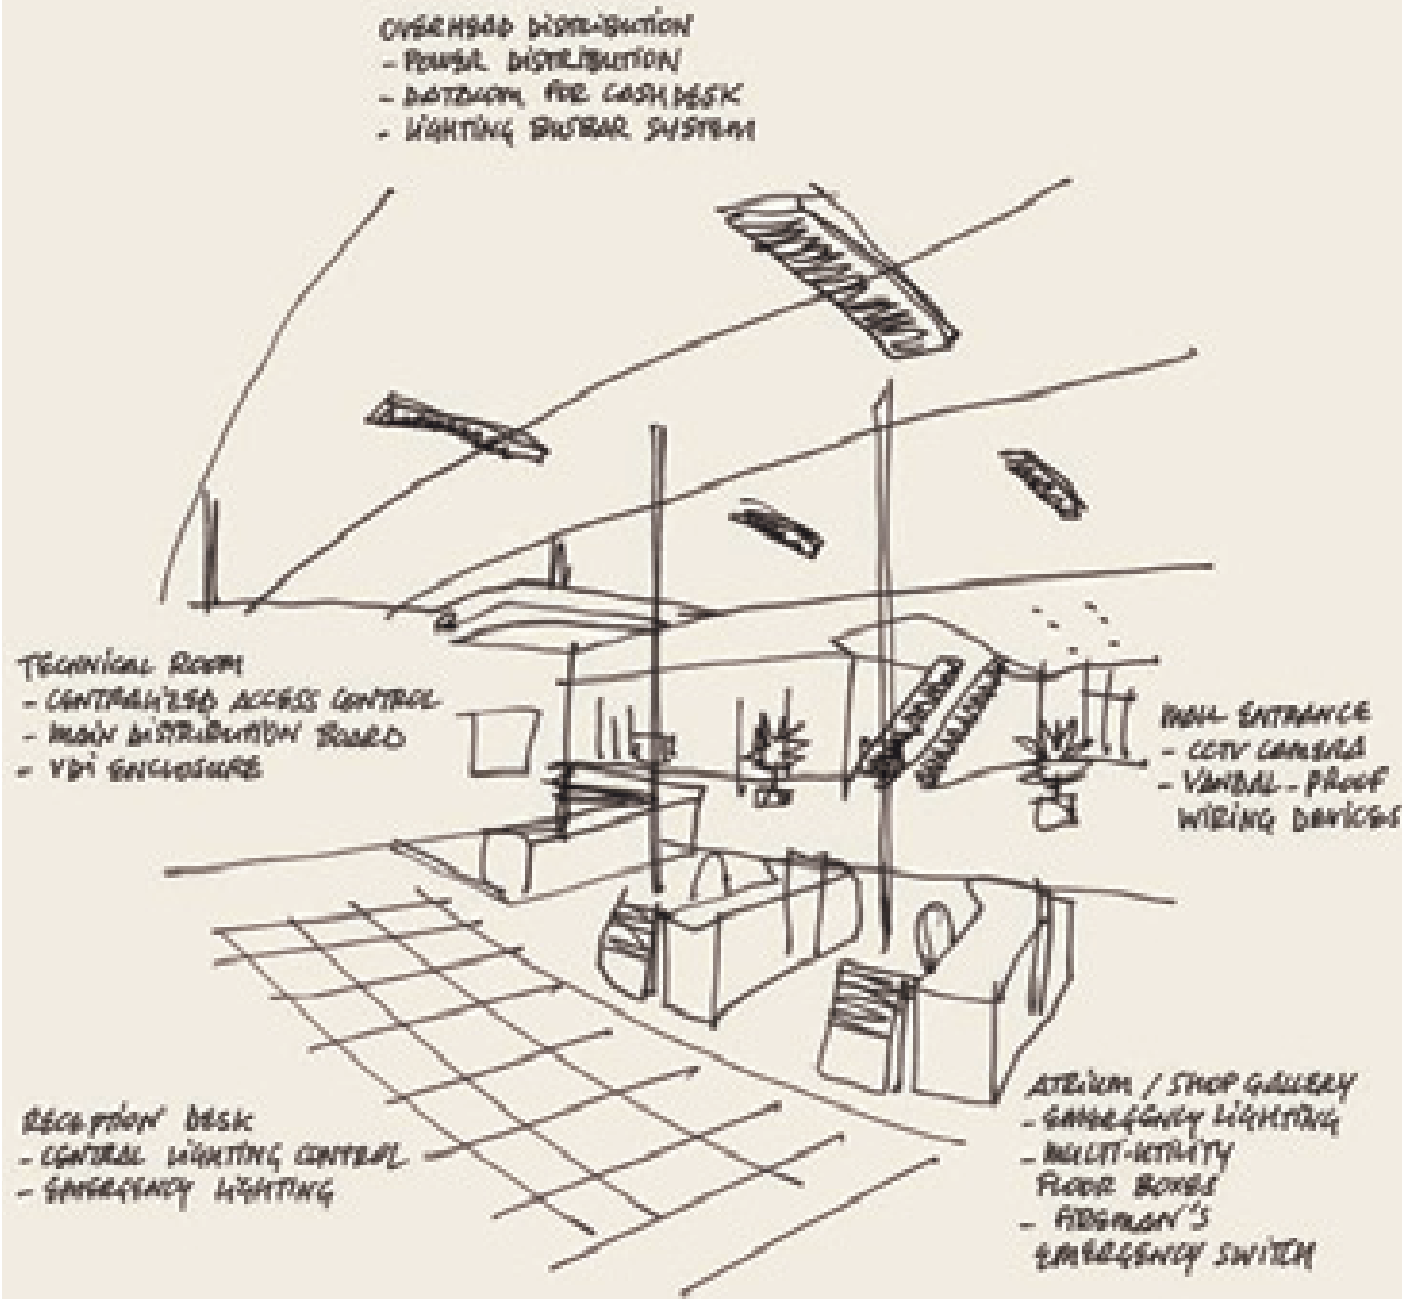 OVERHEAD DISTRIBUTION
- POWER DISTRIBUTION
- DATACOM FOR CASH DESK
- LIGHTING BUSBAR SYSTEM
TECHNICAL ROOM
- CENTRALIZED ACCESS CONTROL
- MAIN DISTRIBUTION BOARD
- VDI ENCLOSURE
MALL ENTRANCE
- CCTV CAMERA
- VANDAL-PROOF
WIRING DEVICES
RECEPTION DESK
- CENTRAL LIGHTING CONTROL
- EMERGENCY LIGHTING
ATRIUM / SHOP GALLERY
- EMERGENCY LIGHTING
- MULTI-UTILITY
FLOOR BOXES
- FIREMAN'S
EMERGENCY SWITCH